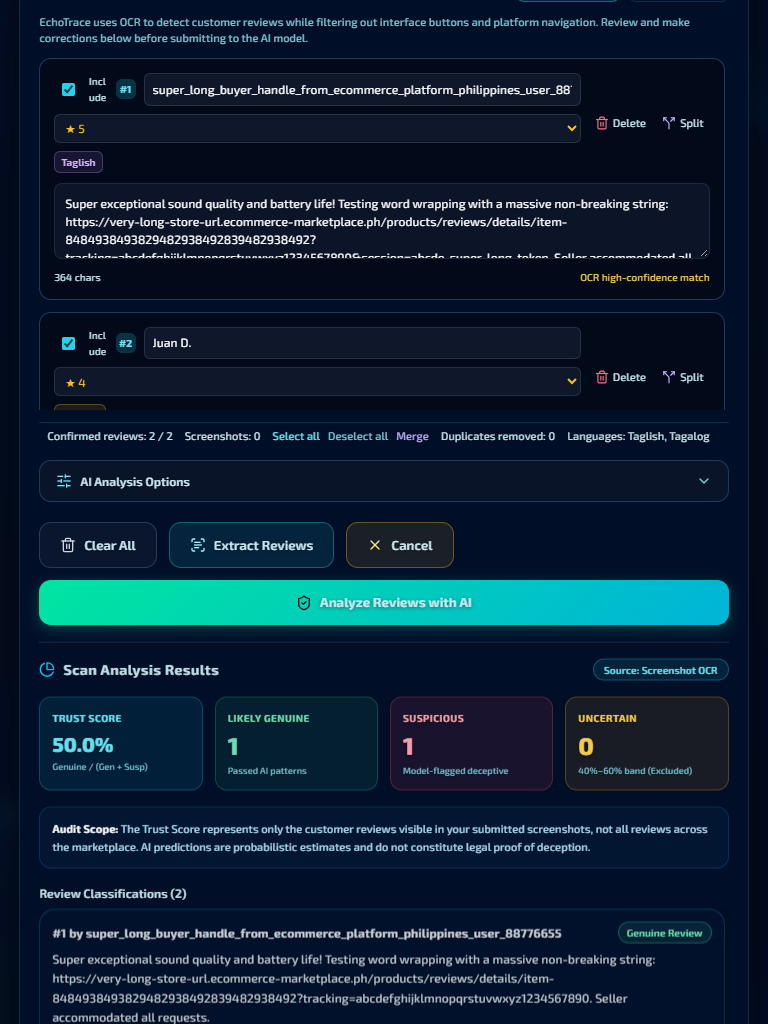 EchoTrace uses OCR to detect customer reviews while filtering out interface buttons and platform navigation. Review and make
corrections below before submitting to the AI model.
Incl
ude
#1
super_long_buyer_handle_from_ecommerce_platform_philippines_user_88
★ 5
Delete
Split
Taglish
Super exceptional sound quality and battery life! Testing word wrapping with a massive non-breaking string:
https://very-long-store-url.ecommerce-marketplace.ph/products/reviews/details/item-
848493849382948293849283948293​8492?
tracking=abcdefghijklmnopqrstuvwxyz1234567890&session=abcde_super_long_token. Seller accommodated all
364 chars
OCR high-confidence match
Incl
ude
#2
Juan D.
★ 4
Delete
Split
Confirmed reviews: 2 / 2 Screenshots: 0 Select all Deselect all Merge Duplicates removed: 0 Languages: Taglish, Tagalog
AI Analysis Options
Clear All
Extract Reviews
Cancel
Analyze Reviews with AI
Scan Analysis Results
Source: Screenshot OCR
TRUST SCORE
50.0%
Genuine / (Gen + Susp)
LIKELY GENUINE
1
Passed AI patterns
SUSPICIOUS
1
Model-flagged deceptive
UNCERTAIN
0
40%–60% band (Excluded)
Audit Scope: The Trust Score represents only the customer reviews visible in your submitted screenshots, not all reviews across
the marketplace. AI predictions are probabilistic estimates and do not constitute legal proof of deception.
Review Classifications (2)
#1 by super_long_buyer_handle_from_ecommerce_platform_philippines_user_88776655
Genuine Review
Super exceptional sound quality and battery life! Testing word wrapping with a massive non-breaking string:
https://very-long-store-url.ecommerce-marketplace.ph/products/reviews/details/item-
8484938493829482938492839482938492?tracking=abcdefghijklmnopqrstuvwxyz1234567890. Seller
accommodated all requests.